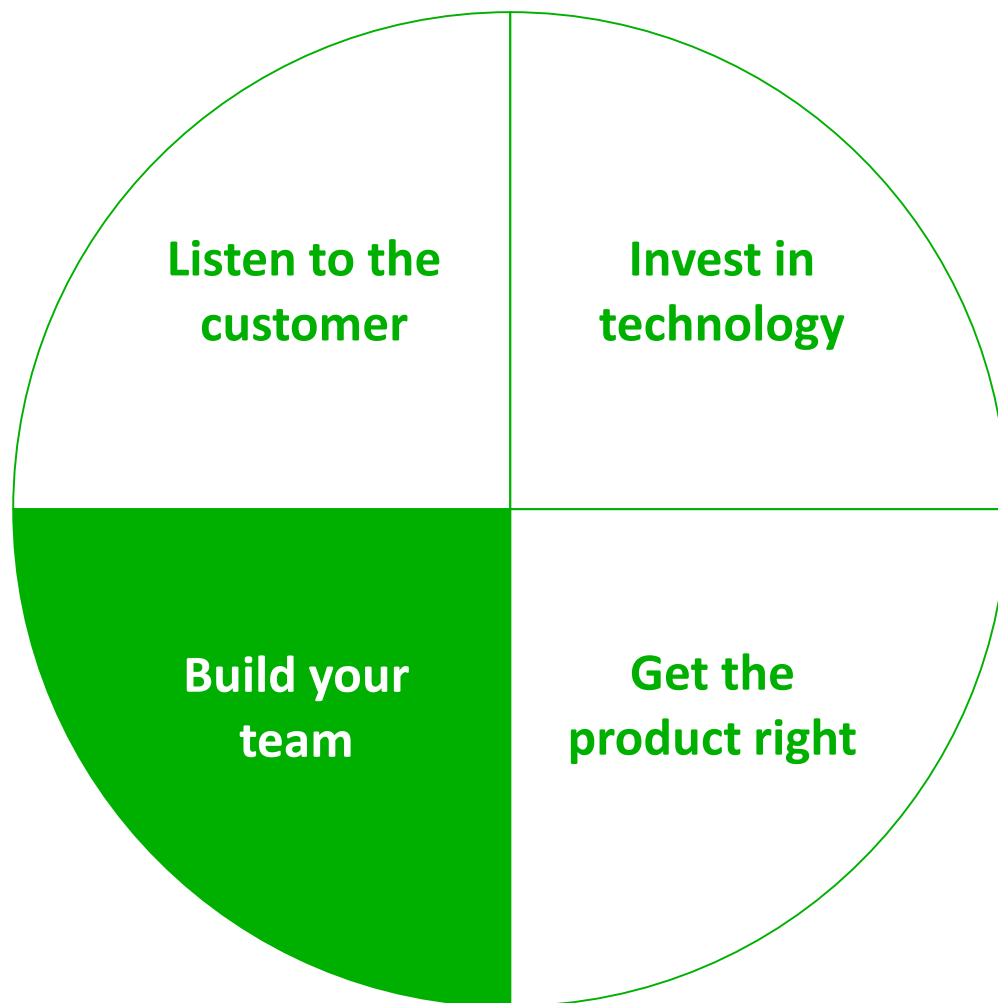 Listen to the
customer
Invest in
technology
Build your
team
Get the
product right